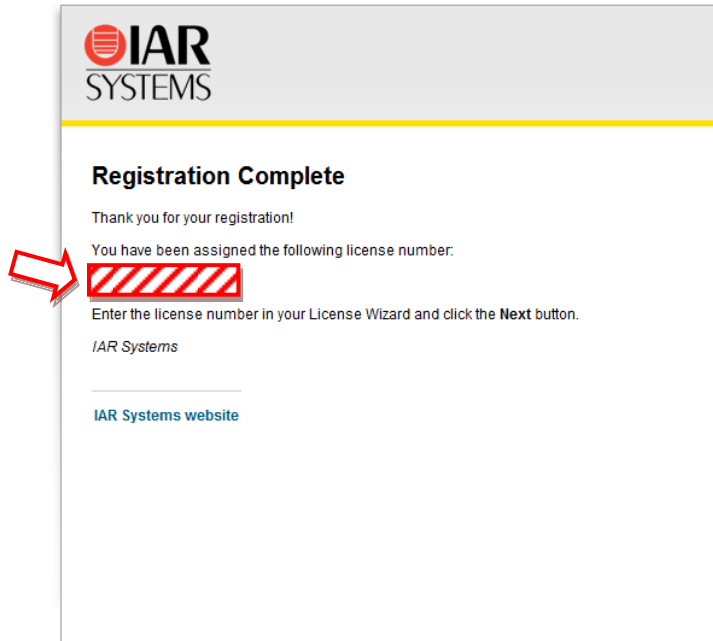 IAR
SYSTEMS
Registration Complete
Thank you for your registration!
You have been assigned the following license number:
Enter the license number in your License Wizard and click the Next button.
IAR Systems
IAR Systems website